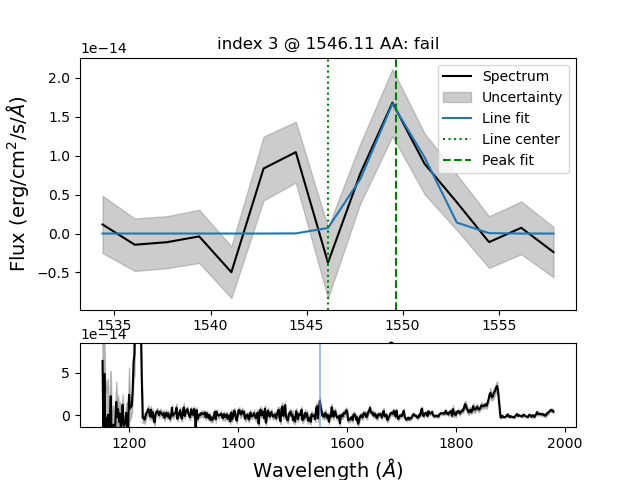 index 3 @ 1546.11 AA: fail
1e−14
2.0
1.5
1.0
0.5
0.0
−0.5
Flux (erg/cm²/s/Å)
Spectrum
Uncertainty
Line fit
Line center
Peak fit
1535 1540 1545 1550 1555
1e−14
5
0
1200 1400 1600 1800 2000
Wavelength (Å)